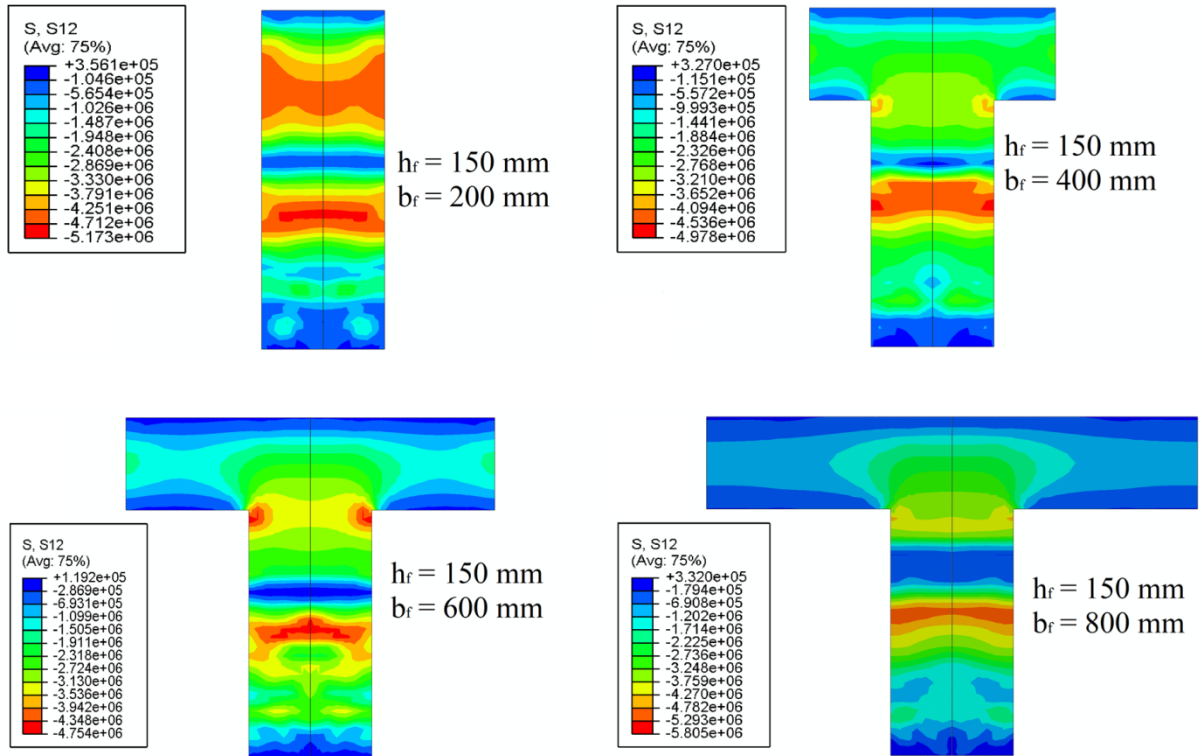 S, S12
(Avg: 75%)
+3.561e+05
-1.046e+05
-5.654e+05
-1.026e+06
-1.487e+06
-1.948e+06
-2.408e+06
-2.869e+06
-3.330e+06
-3.791e+06
-4.251e+06
-4.712e+06
-5.173e+06
hf = 150 mm
bf = 200 mm
S, S12
(Avg: 75%)
+3.270e+05
-1.151e+05
-5.572e+05
-9.993e+05
-1.441e+06
-1.884e+06
-2.326e+06
-2.768e+06
-3.210e+06
-3.652e+06
-4.094e+06
-4.536e+06
-4.978e+06
hf = 150 mm
bf = 400 mm
S, S12
(Avg: 75%)
+1.192e+05
-2.869e+05
-6.931e+05
-1.099e+06
-1.505e+06
-1.911e+06
-2.318e+06
-2.724e+06
-3.130e+06
-3.536e+06
-3.942e+06
-4.348e+06
-4.754e+06
hf = 150 mm
bf = 600 mm
S, S12
(Avg: 75%)
+3.320e+05
-1.794e+05
-6.908e+05
-1.202e+06
-1.714e+06
-2.225e+06
-2.736e+06
-3.248e+06
-3.759e+06
-4.270e+06
-4.782e+06
-5.293e+06
-5.805e+06
hf = 150 mm
bf = 800 mm